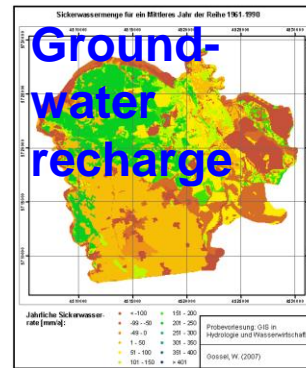 Sickerwassermenge für ein Mittleres Jahr der Reihe 1961-1990
Ground-
water
recharge
Jährliche Sickerwasser-
rate [mm/a]:
< -100
-99 - -50
-49 - 0
1 - 50
51 - 100
101 - 150
151 - 200
201 - 250
251 - 300
301 - 350
351 - 400
> 401
Probevorlesung: GIS in
Hydrologie und Wasserwirtschaft
Gossel, W. (2007)